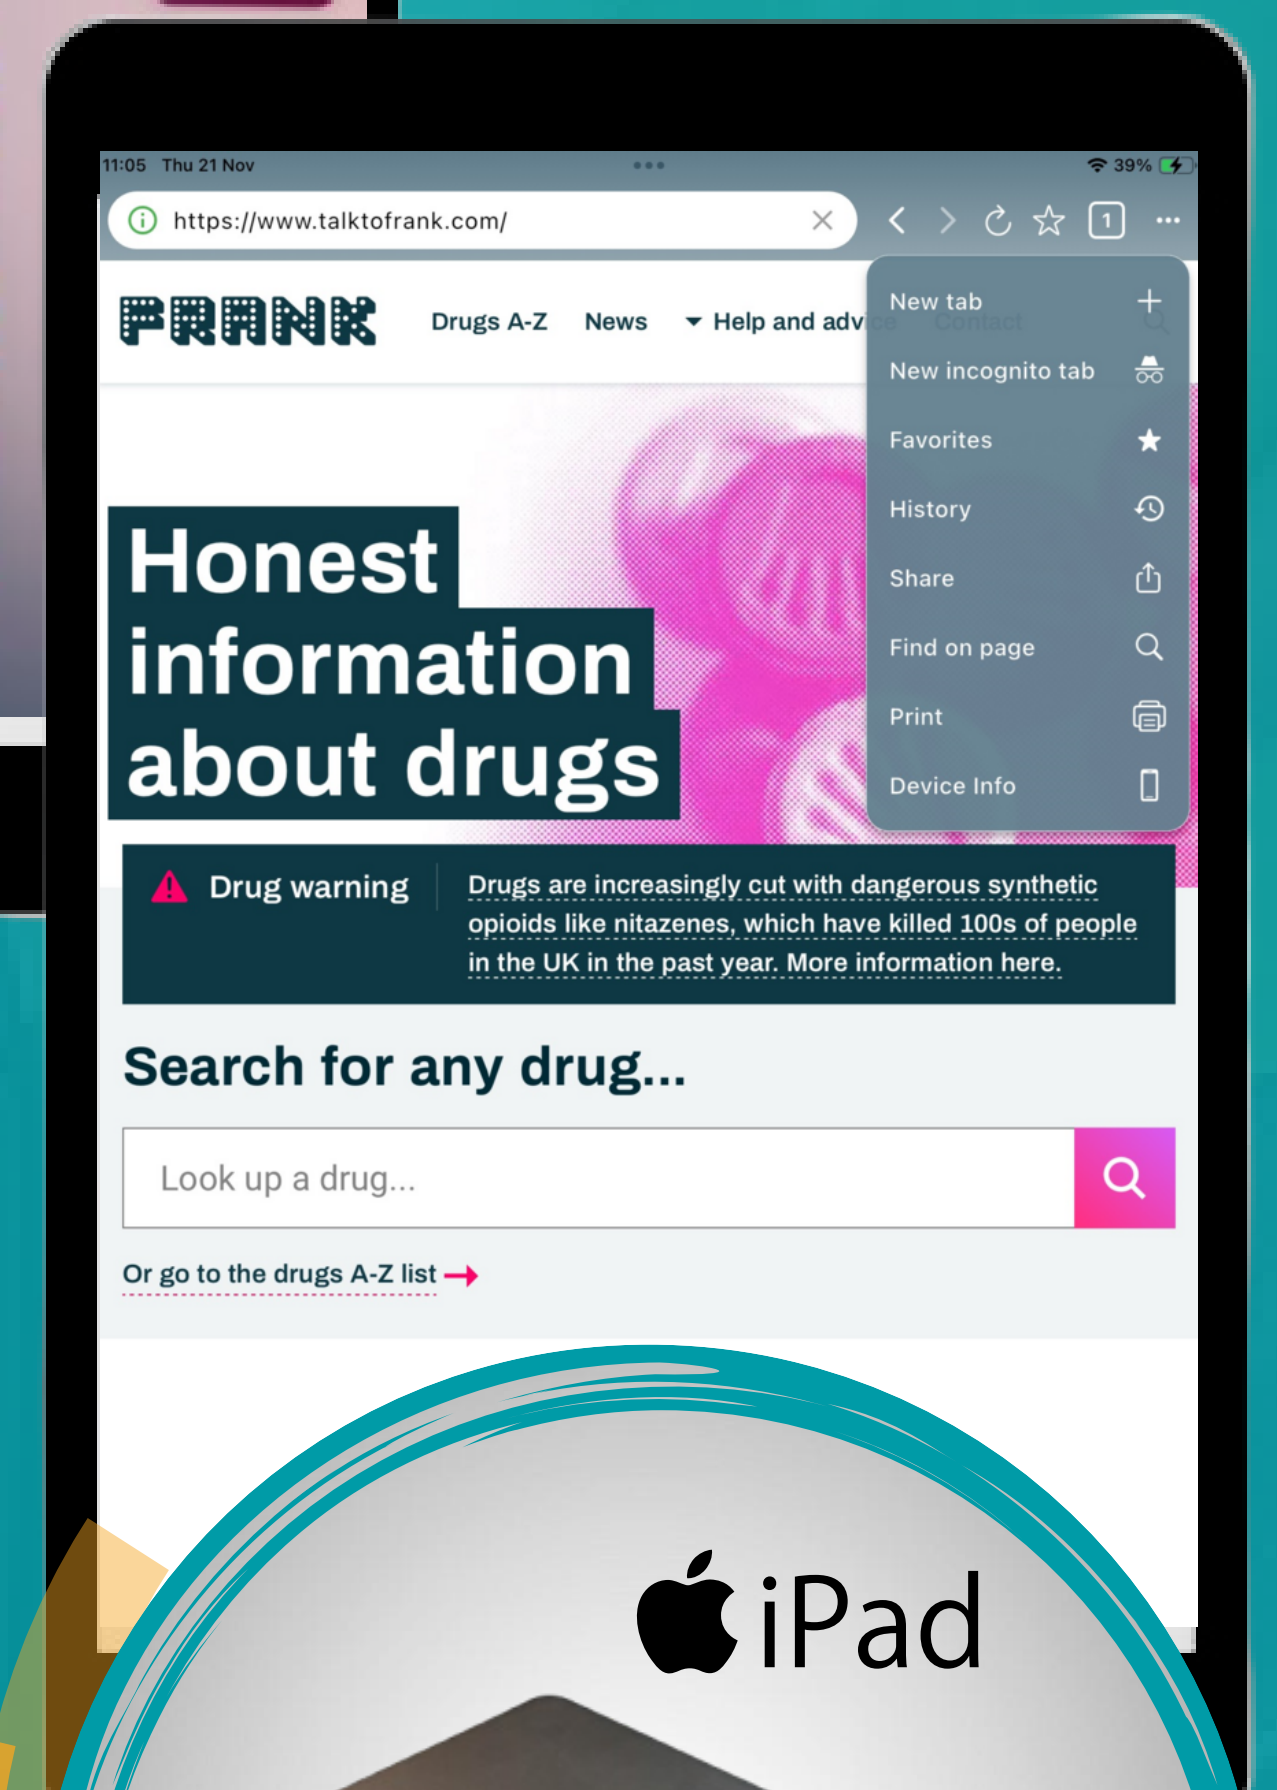 11:05 Thu 21 Nov
39%
https://www.talktofrank.com/
1
FRANK
Drugs A-Z News Help and advice Contact
New tab
New incognito tab
Favorites
History
Share
Find on page
Print
Device Info
Honest
information
about drugs
Drug warning
Drugs are increasingly cut with dangerous synthetic
opioids like nitazenes, which have killed 100s of people
in the UK in the past year. More information here.
Search for any drug...
Look up a drug...
Or go to the drugs A-Z list
iPad